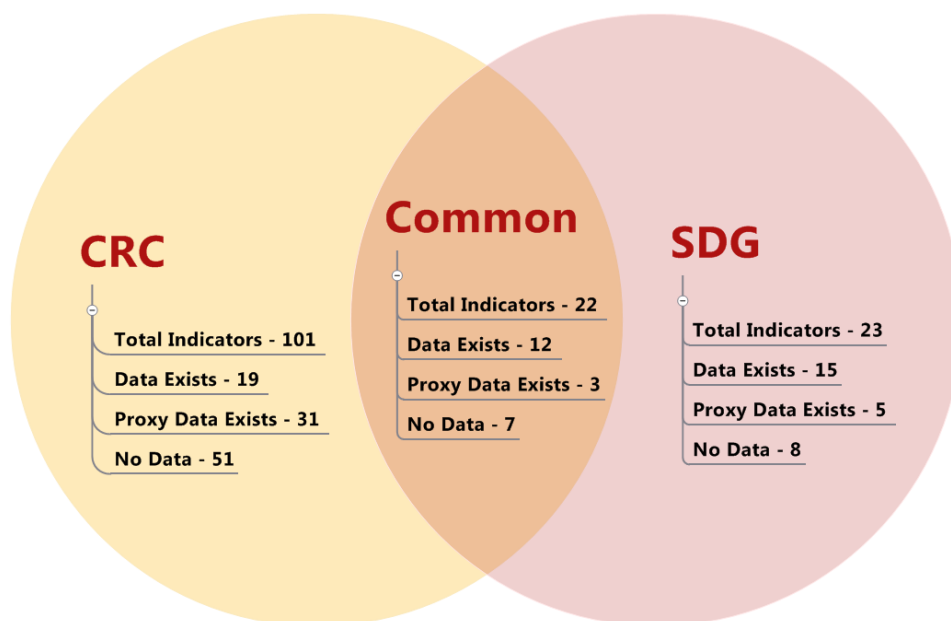 CRC
Total Indicators - 101
Data Exists - 19
Proxy Data Exists - 31
No Data - 51
Common
Total Indicators - 22
Data Exists - 12
Proxy Data Exists - 3
No Data - 7
SDG
Total Indicators - 23
Data Exists - 15
Proxy Data Exists - 5
No Data - 8